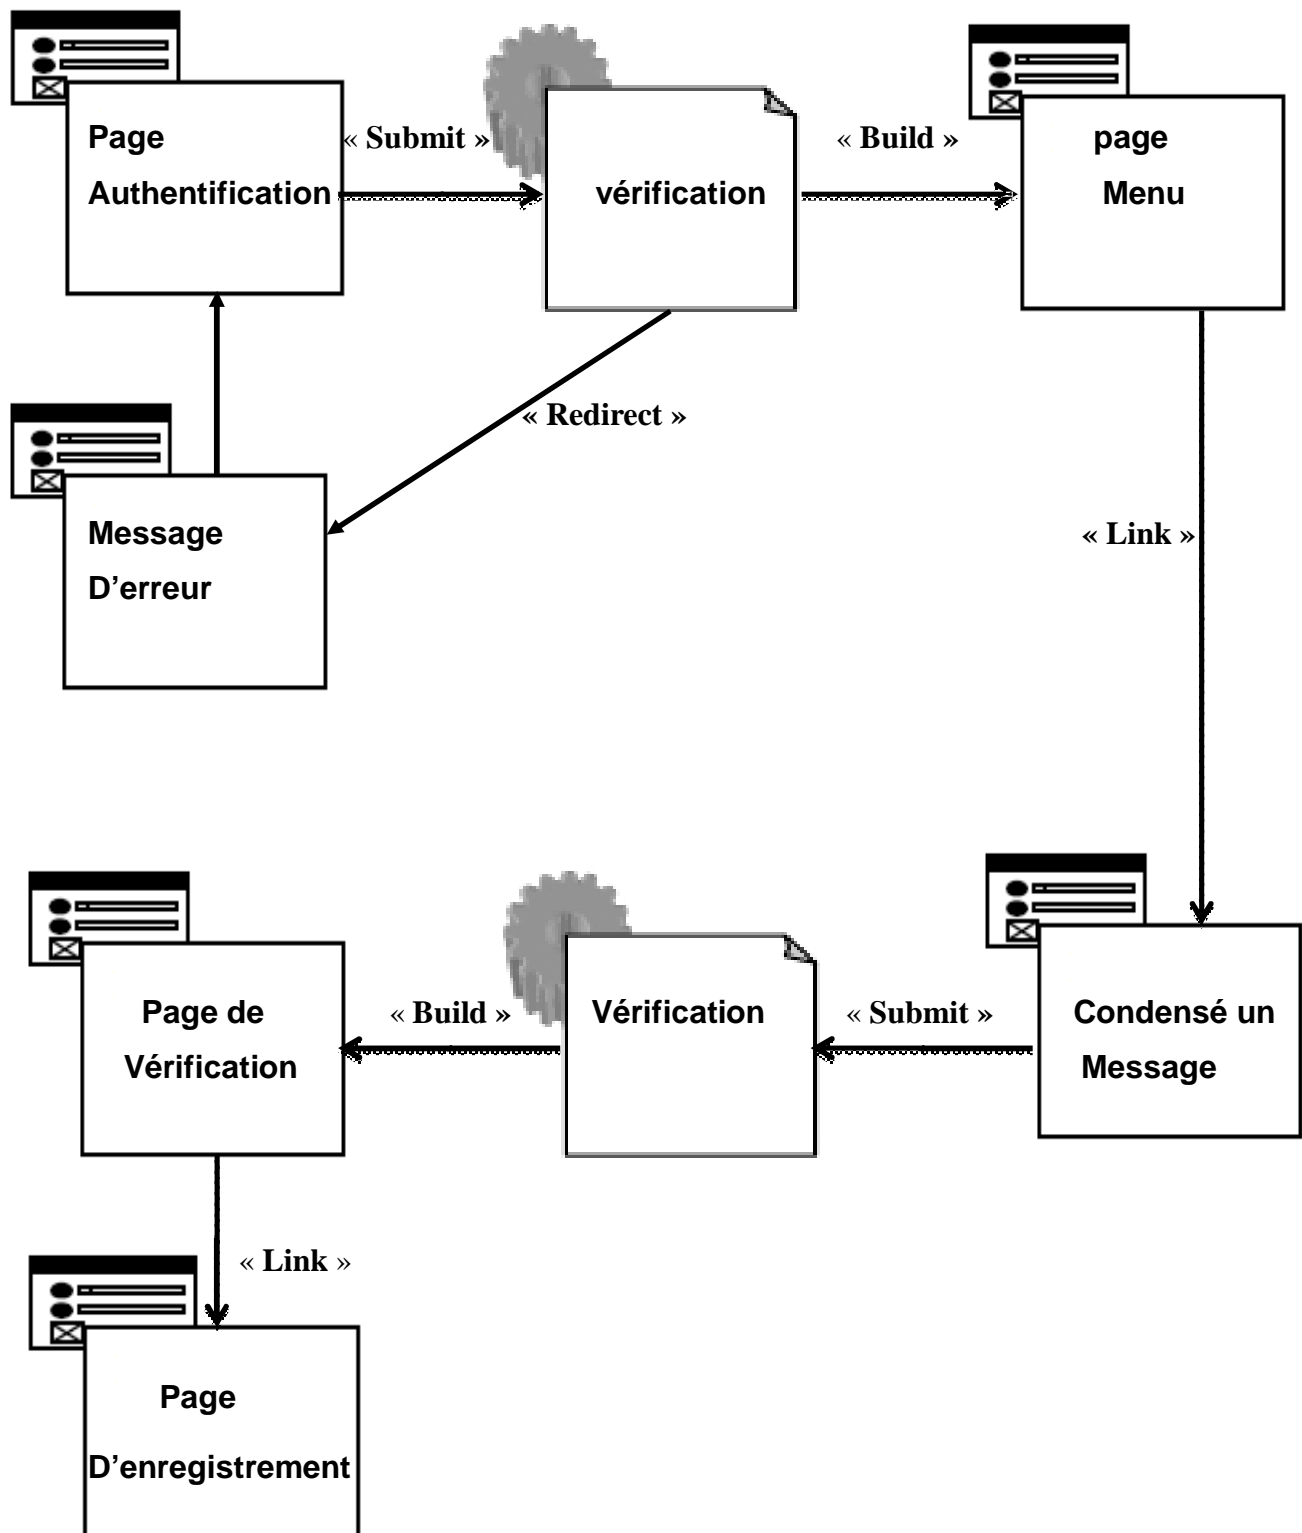 Page
Authentification
« Submit »
vérification
« Build »
page
Menu
« Redirect »
Message
D’erreur
« Link »
Page de
Vérification
« Build »
Vérification
« Submit »
Condensé un
Message
« Link »
Page
D’enregistrement